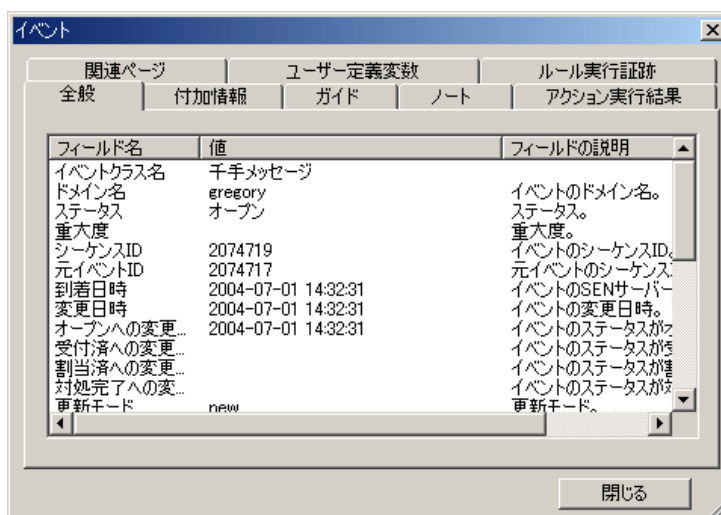 イベント
関連ページ ユーザー定義変数 ルール実行証跡
全般 付加情報 ガイド ノート アクション実行結果
フィールド名 値 フィールドの説明
イベントクラス名 千手メッセージ
ドメイン名 gregory イベントのドメイン名。
ステータス オープン ステータス。
重大度 重大度。
シーケンスID 2074719 イベントのシーケンスID。
元イベントID 2074717 元イベントのシーケンス
到着日時 2004-07-01 14:32:31 イベントのSENサーバー
変更日時 2004-07-01 14:32:31 イベントの変更日時。
オープンへの変更... 2004-07-01 14:32:31 イベントのステータスが
受付済への変更... イベントのステータスが
割当済への変更... イベントのステータスが
対処完了への変... イベントのステータスが
更新モード new 更新モード。
閉じる